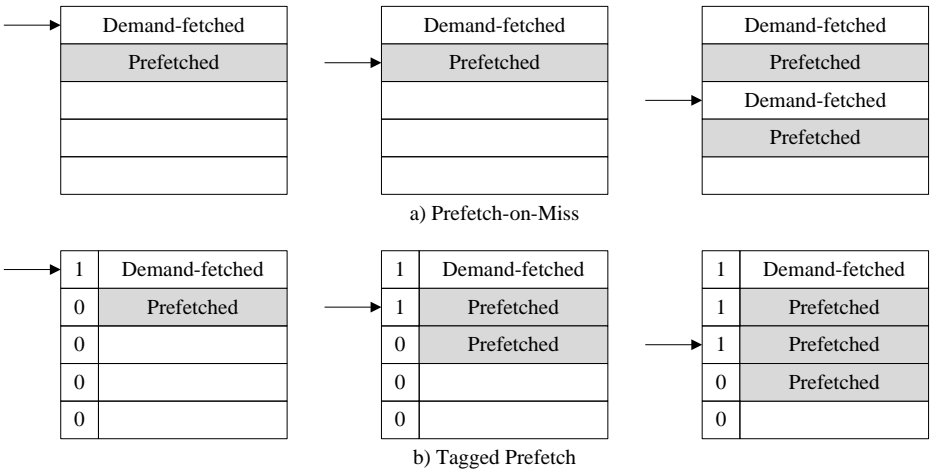 Demand-fetched Demand-fetched Demand-fetched
Prefetched Prefetched Prefetched
Demand-fetched
Prefetched
a) Prefetch-on-Miss
1 Demand-fetched 1 Demand-fetched 1 Demand-fetched
0 Prefetched 1 Prefetched 1 Prefetched
0 0 Prefetched 1 Prefetched
0 0 0 Prefetched
0 0 0
b) Tagged Prefetch